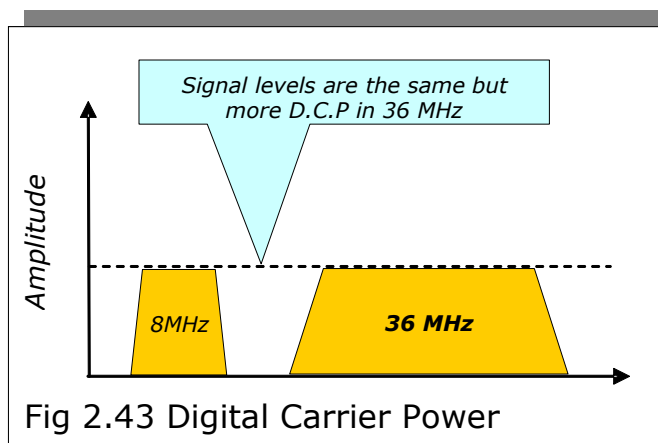 Signal levels are the same but
more D.C.P in 36 MHz
Amplitude
8MHz
36 MHz
Fig 2.43 Digital Carrier Power